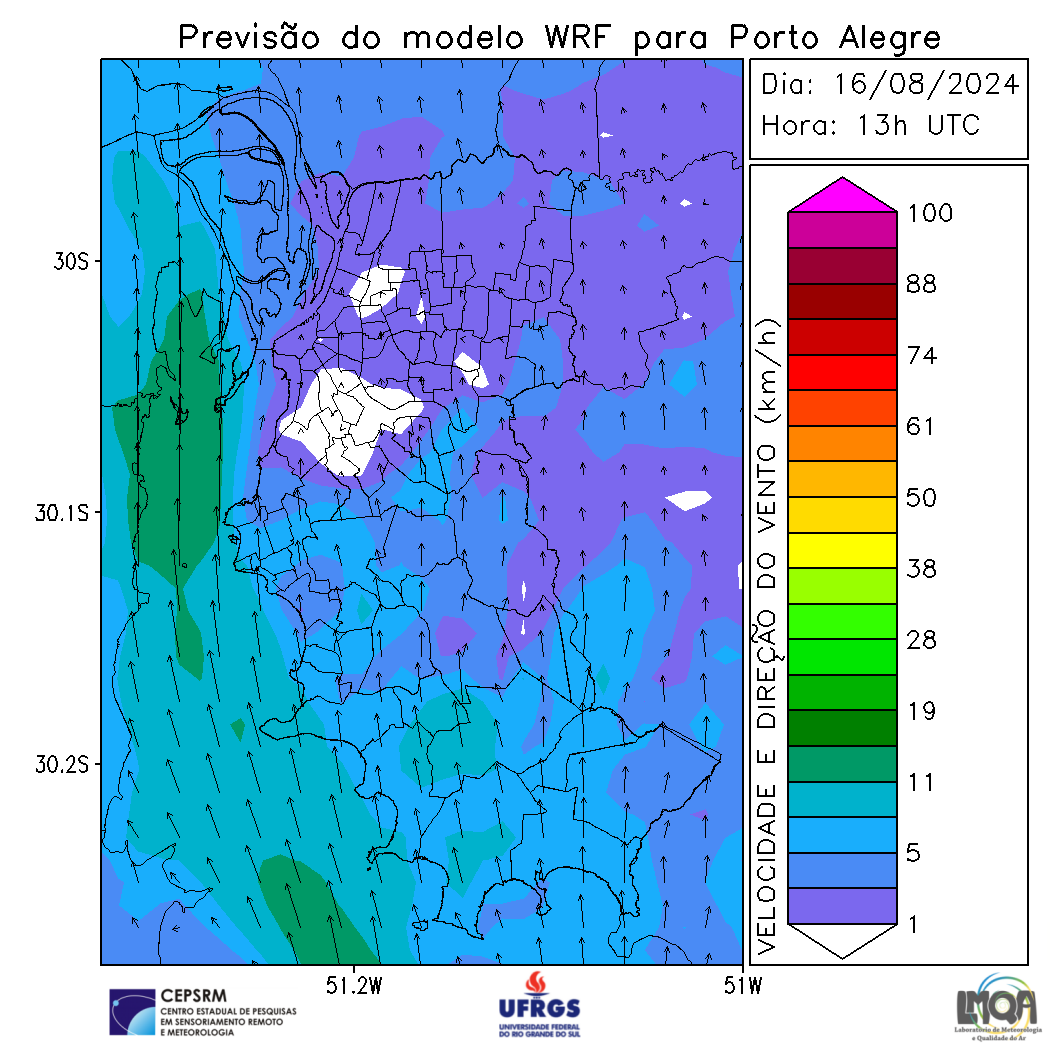 Previsão do modelo WRF para Porto Alegre
Dia: 16/08/2024
Hora: 13h UTC
30S
30.1S
30.2S
51.2W
51W
VELOCIDADE E DIREÇÃO DO VENTO (km/h)
100
88
74
61
50
38
28
19
11
5
1
CEPSRM
CENTRO ESTADUAL DE PESQUISAS
EM SENSORIAMENTO REMOTO
E METEOROLOGIA
UFRGS
UNIVERSIDADE FEDERAL
DO RIO GRANDE DO SUL
LMQA
Laboratório de Meteorologia
e Qualidade do Ar